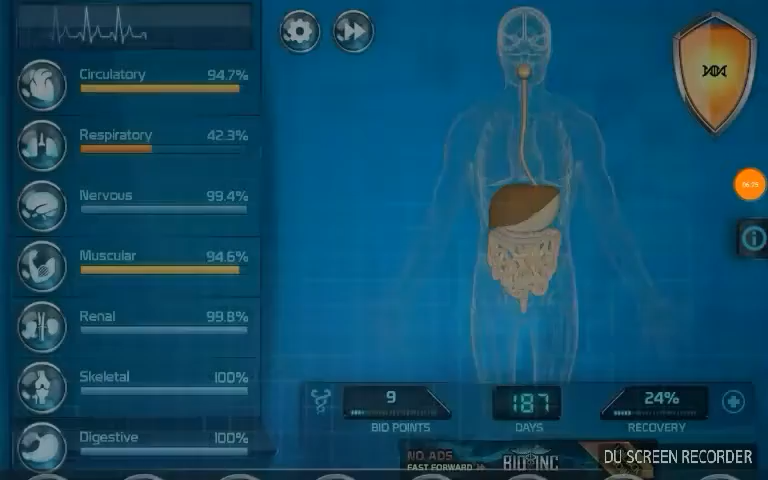 Circulatory 94.7%
Respiratory 42.3%
Nervous 99.4%
Muscular 94.6%
Renal 99.8%
Skeletal 100%
Digestive 100%
9
BIO POINTS
187
DAYS
24%
RECOVERY
NO ADS
FAST FORWARD
BIO INC
DU SCREEN RECORDER